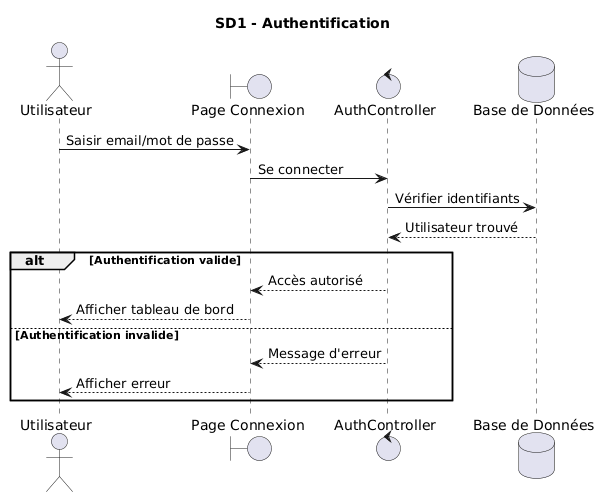 SD1 - Authentification
Utilisateur
Page Connexion
AuthController
Base de Données
Saisir email/mot de passe
Se connecter
Vérifier identifiants
Utilisateur trouvé
alt
[Authentification valide]
Accès autorisé
Afficher tableau de bord
[Authentification invalide]
Message d'erreur
Afficher erreur
Utilisateur
Page Connexion
AuthController
Base de Données